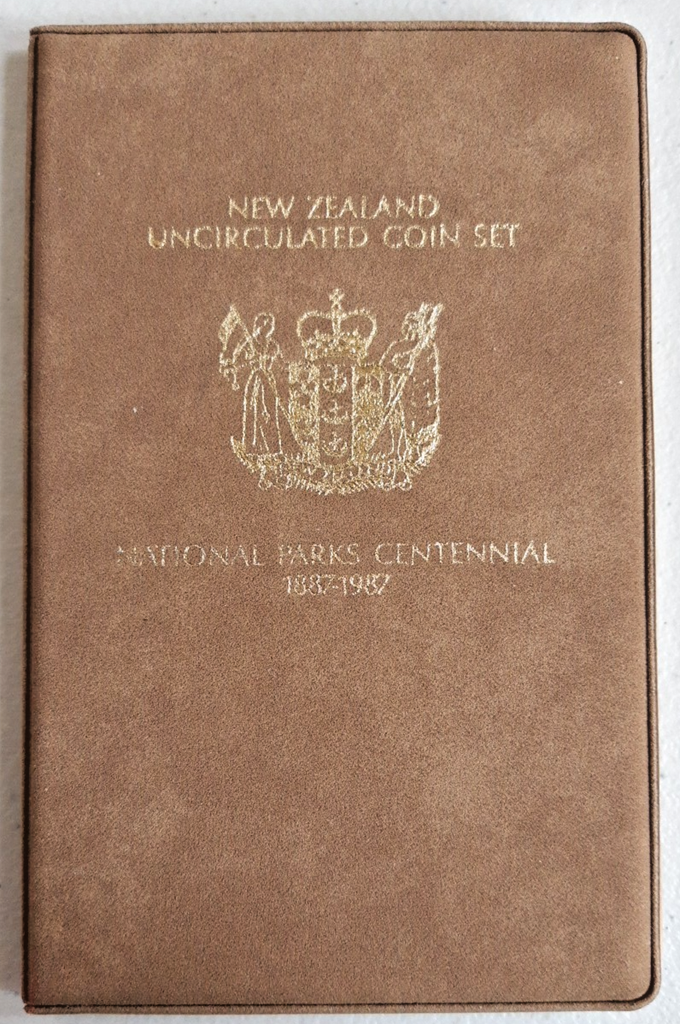 NEW ZEALAND
UNCIRCULATED COIN SET
NATIONAL PARKS CENTENNIAL
1887-1987